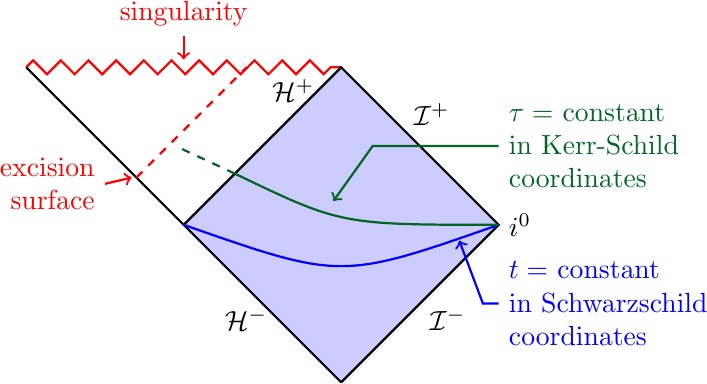 singularity
ℋ⁺
ℐ⁺
τ = constant
in Kerr-Schild
coordinates
excision
surface
i⁰
t = constant
in Schwarzschild
coordinates
ℋ⁻
ℐ⁻